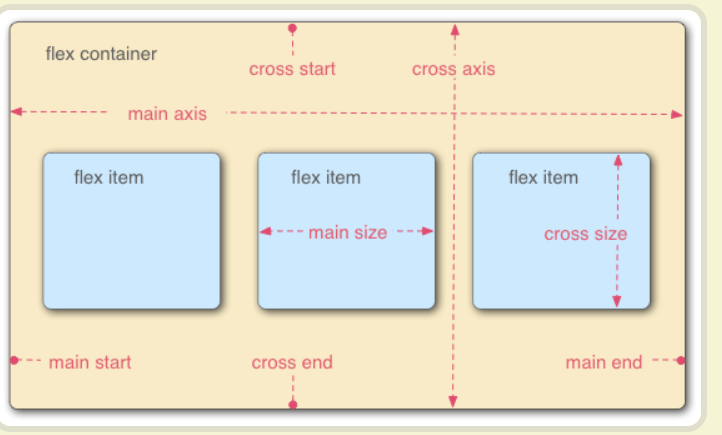 flex container
cross start
cross axis
main axis
flex item
flex item
flex item
main size
cross size
main start
cross end
main end